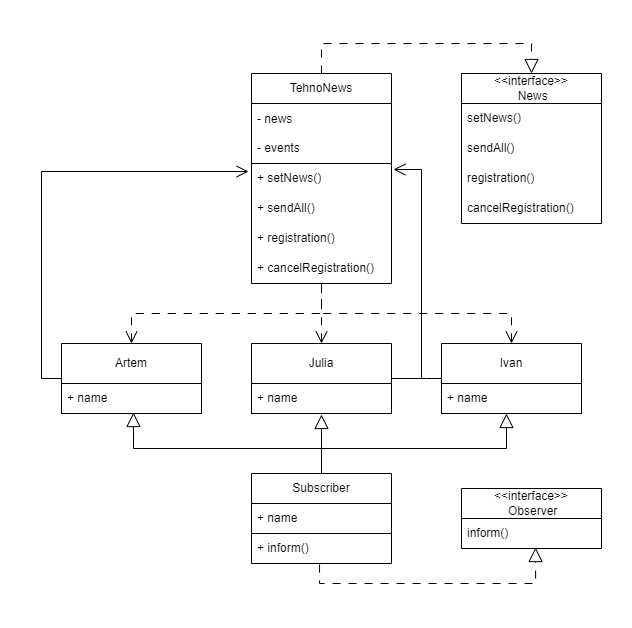 TehnoNews
- news
- events
+ setNews()
+ sendAll()
+ registration()
+ cancelRegistration()
<<interface>>
News
setNews()
sendAll()
registration()
cancelRegistration()
Artem
+ name
Julia
+ name
Ivan
+ name
Subscriber
+ name
+ inform()
<<interface>>
Observer
inform()